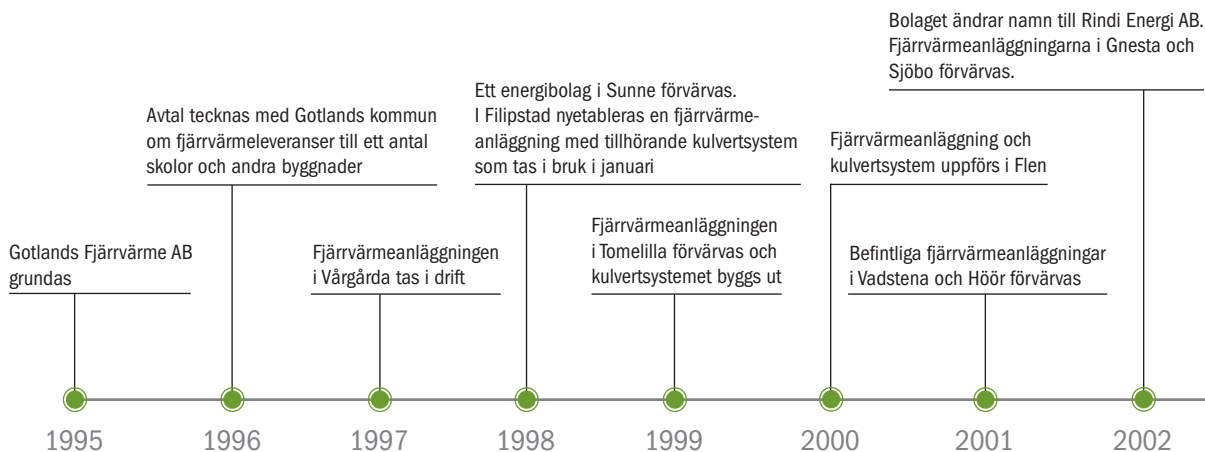 Gotlands Fjärrvärme AB
grundas
Avtal tecknas med Gotlands kommun
om fjärrvärmeleveranser till ett antal
skolor och andra byggnader
Fjärrvärmeanläggningen
i Vårgårda tas i drift
Ett energibolag i Sunne förvärvas.
I Filipstad nyetableras en fjärrvärme-
anläggning med tillhörande kulvertsystem
som tas i bruk i januari
Fjärrvärmeanläggningen
i Tomelilla förvärvas och
kulvertsystemet byggs ut
Fjärrvärmeanläggning och
kulvertsystem uppförs i Flen
Befintliga fjärrvärmeanläggningar
i Vadstena och Höör förvärvas
Bolaget ändrar namn till Rindi Energi AB.
Fjärrvärmeanläggningarna i Gnesta och
Sjöbo förvärvas.
1995 1996 1997 1998 1999 2000 2001 2002